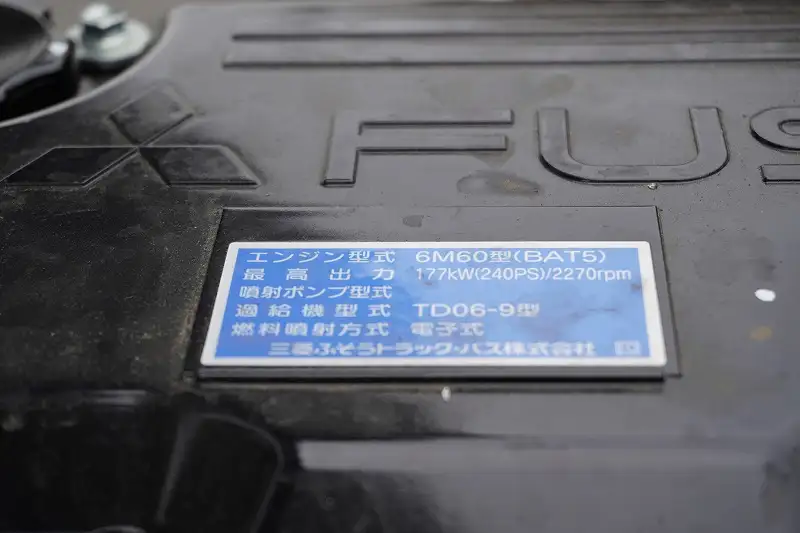 FUS
エンジン型式 6M60型(BAT5)
最高出力 177kW(240PS)/2270rpm
噴射ポンプ型式
過給機型式 TD06-9型
燃料噴射方式 電子式
三菱ふそうトラック・バス株式会社